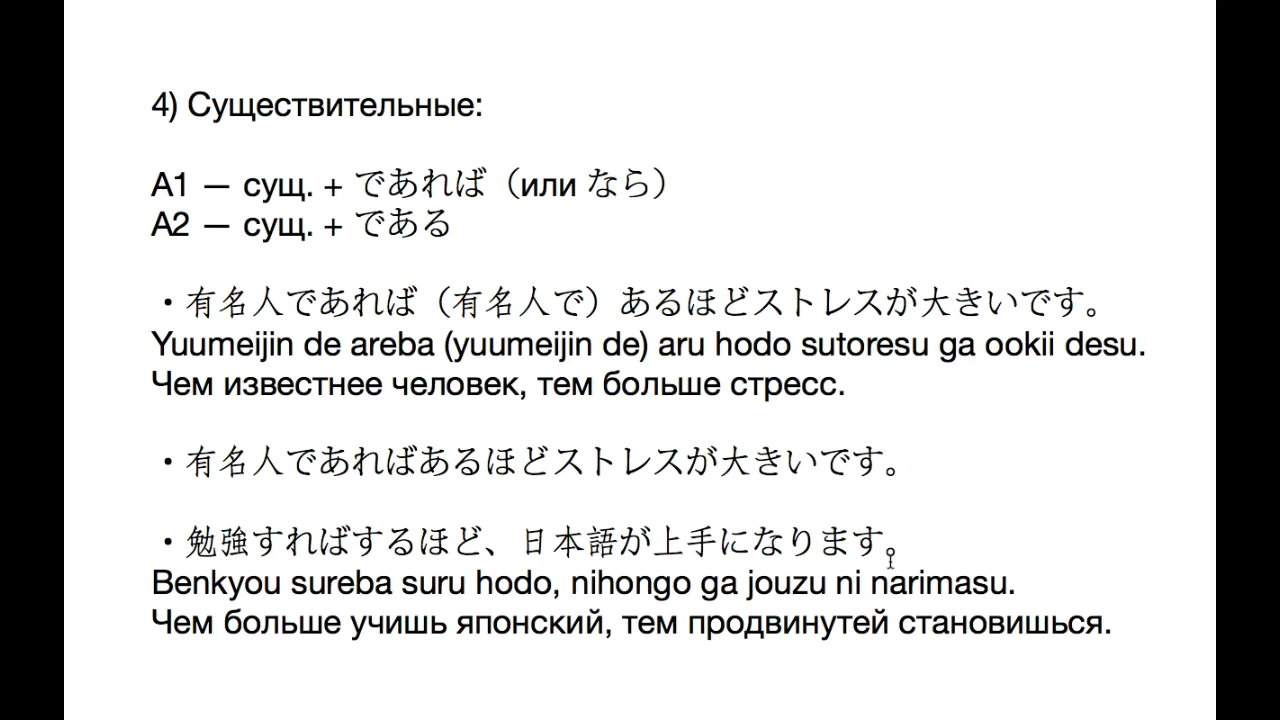 4) Существительные:
A1 — сущ. + であれば（или なら）
A2 — сущ. + である
・有名人であれば（有名人で）あるほどストレスが大きいです。
Yuumeijin de areba (yuumeijin de) aru hodo sutoresu ga ookii desu.
Чем известнее человек, тем больше стресс.
・有名人であればあるほどストレスが大きいです。
・勉強すればするほど、日本語が上手になります。
Benkyou sureba suru hodo, nihongo ga jouzu ni narimasu.
Чем больше учишь японский, тем продвинутей становишься.